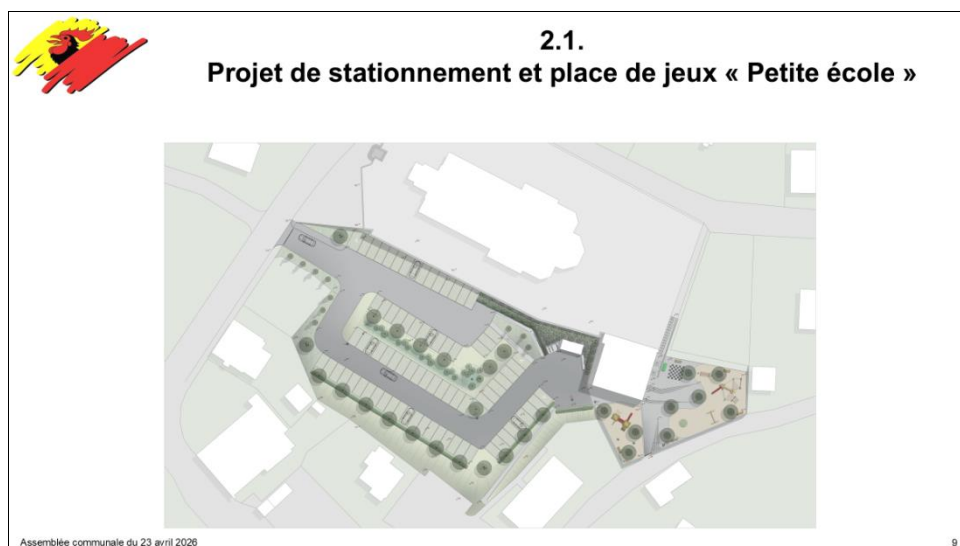 2.1.
Projet de stationnement et place de jeux « Petite école »
Assemblée communale du 23 avril 2026
9